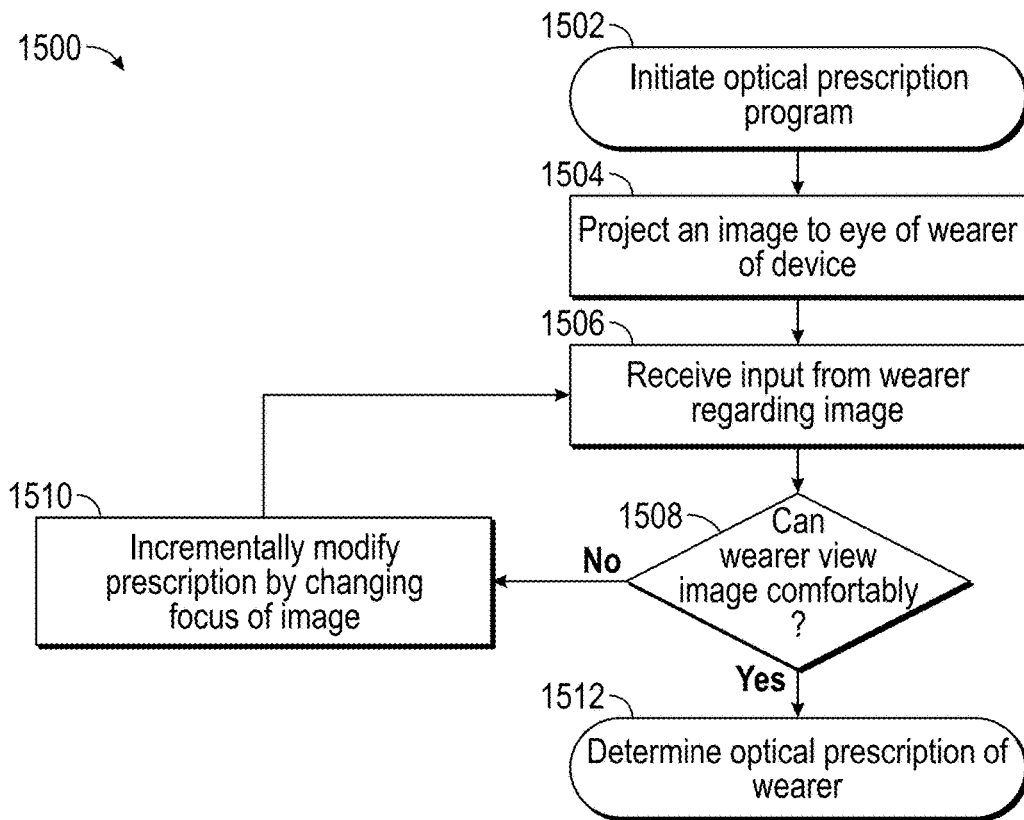 1500
1502
Initiate optical prescription
program
1504
Project an image to eye of wearer
of device
1506
Receive input from wearer
regarding image
1508
Can
wearer view
image comfortably
?
No
1510
Incrementally modify
prescription by changing
focus of image
Yes
1512
Determine optical prescription of
wearer